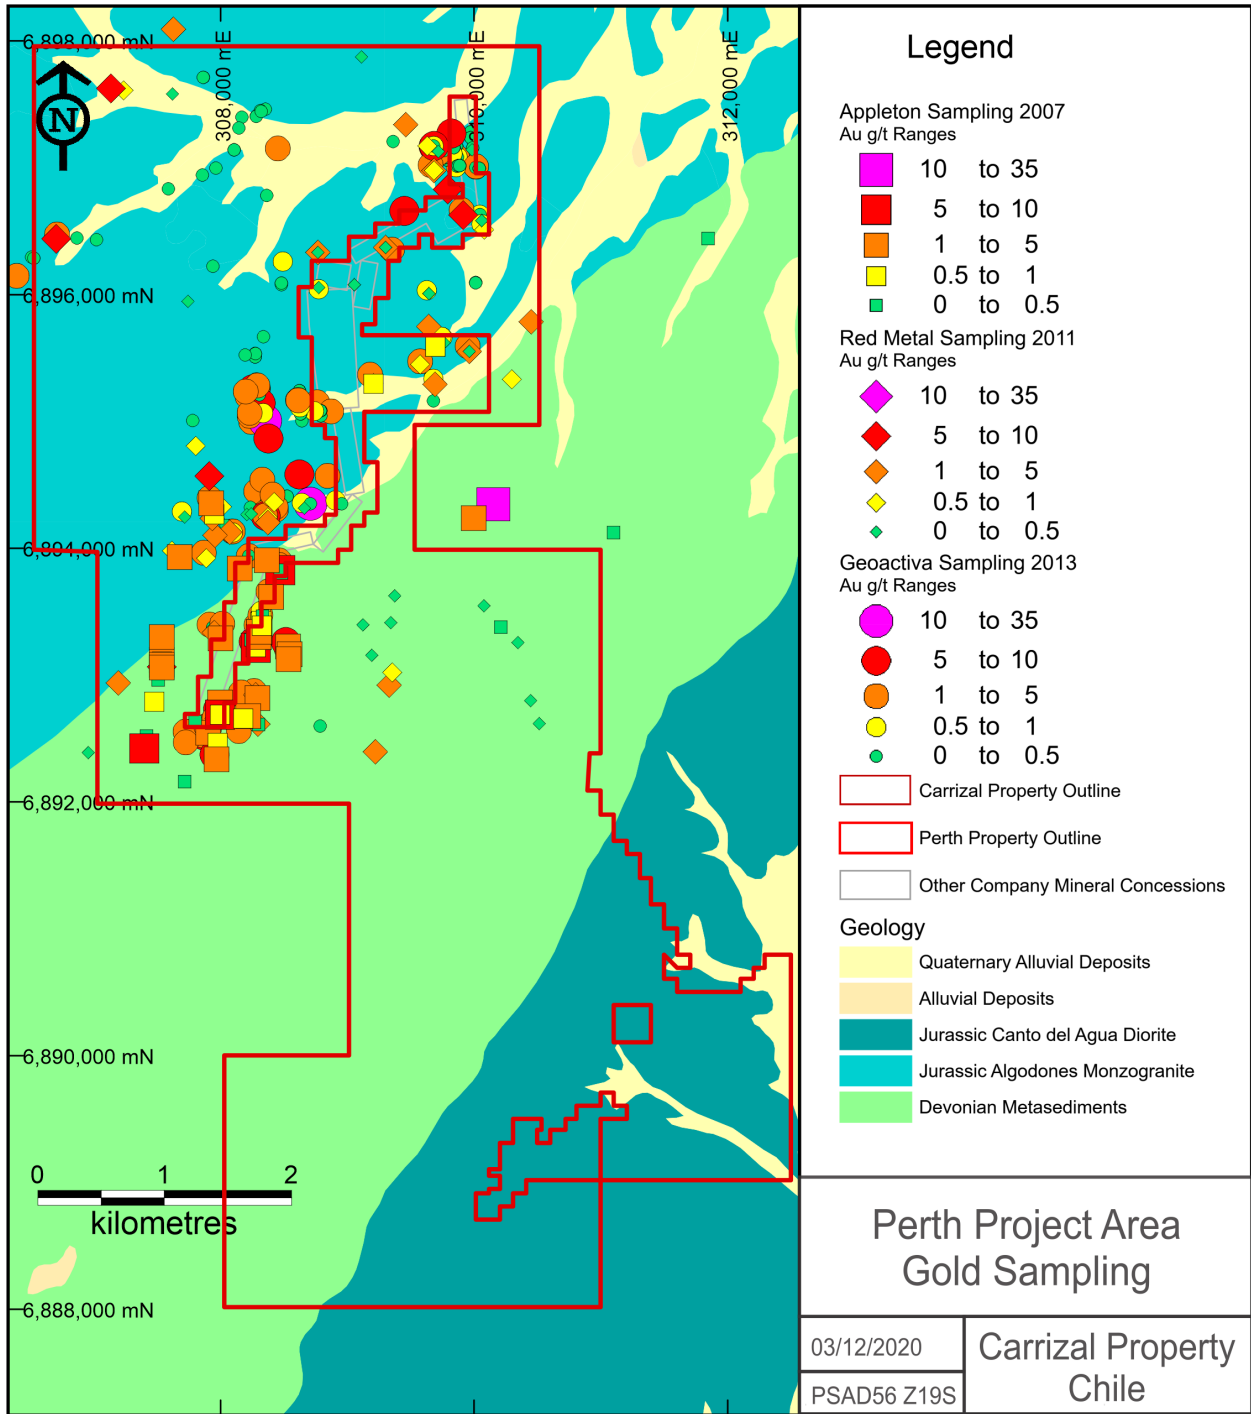 6,898,000 mN
308,000 mE
310,000 mE
312,000 mE
N
6,896,000 mN
6,894,000 mN
6,892,000 mN
6,890,000 mN
6,888,000 mN
0 1 2
kilometres
Legend
Appleton Sampling 2007
Au g/t Ranges
10 to 35
5 to 10
1 to 5
0.5 to 1
0 to 0.5
Red Metal Sampling 2011
Au g/t Ranges
10 to 35
5 to 10
1 to 5
0.5 to 1
0 to 0.5
Geoactiva Sampling 2013
Au g/t Ranges
10 to 35
5 to 10
1 to 5
0.5 to 1
0 to 0.5
Carrizal Property Outline
Perth Property Outline
Other Company Mineral Concessions
Geology
Quaternary Alluvial Deposits
Alluvial Deposits
Jurassic Canto del Agua Diorite
Jurassic Algodones Monzogranite
Devonian Metasediments
Perth Project Area
Gold Sampling
03/12/2020
PSAD56 Z19S
Carrizal Property
Chile